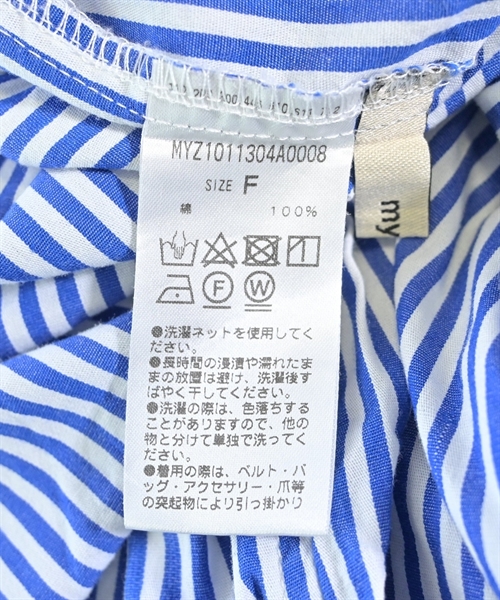 MYZ1011304A0008
SIZE F
綿 100%
F W
●洗濯ネットを使用してく
ださい。
●長時間の浸漬や濡れたま
まの放置は避け、洗濯後す
ばやく干してください。
●洗濯の際は、色落ちする
ことがありますので、他の
物と分けて単独で洗ってく
ださい。
●着用の際は、ベルト・バ
ッグ・アクセサリー・爪等
の突起物により引っ掛かり
my